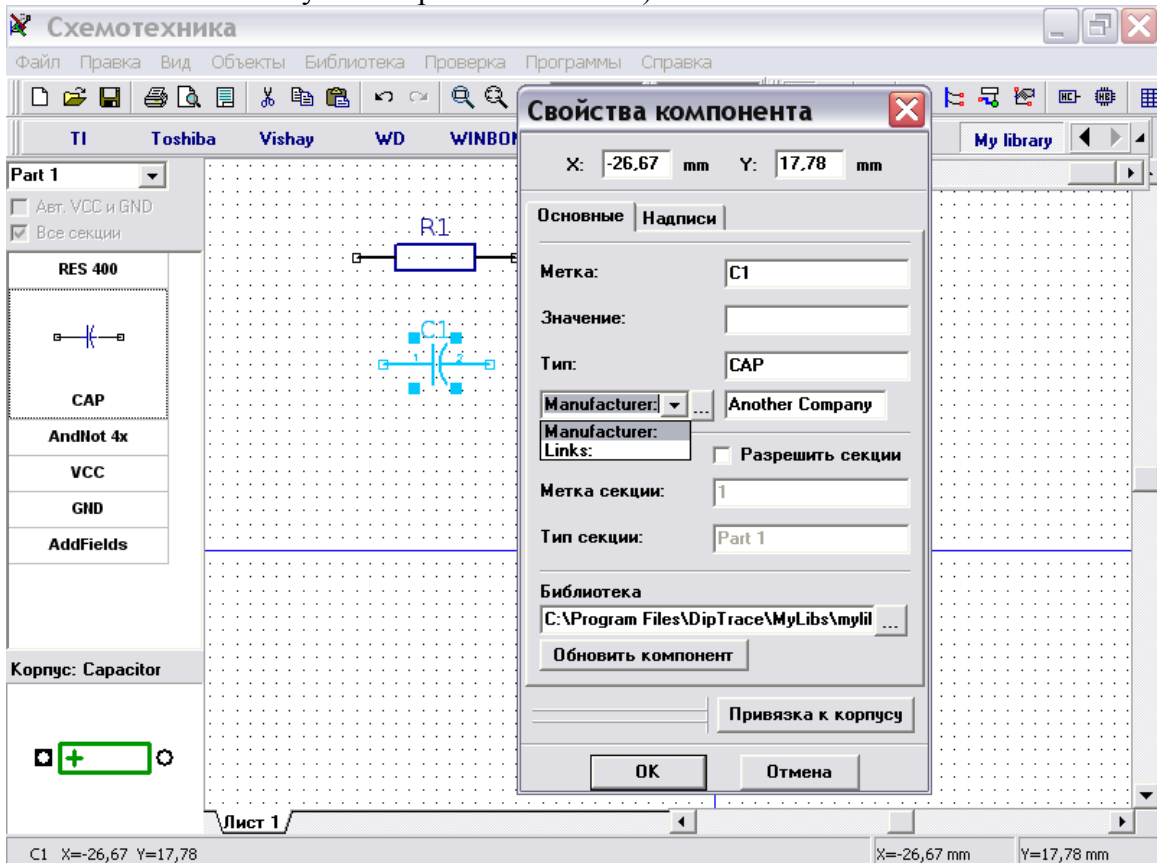 Схемотехника
Файл Правка Вид Объекты Библиотека Проверка Программы Справка
TI Toshiba Vishay WD My library
Part 1
Авт. VCC и GND
Все секции
RES 400
CAP
AndNot 4x
VCC
GND
AddFields
Корпус: Capacitor
R1
C1
1 2
Свойства компонента
X: -26,67 mm Y: 17,78 mm
Основные Надписи
Метка: C1
Значение:
Тип: CAP
Manufacturer: ... Another Company
Manufacturer:
Links:
Разрешить секции
Метка секции: 1
Тип секции: Part 1
Библиотека
C:\Program Files\DipTrace\MyLibs\mylil ...
Обновить компонент
Привязка к корпусу
OK Отмена
Лист 1
C1 X=-26,67 Y=17,78 X=-26,67 mm Y=17,78 mm